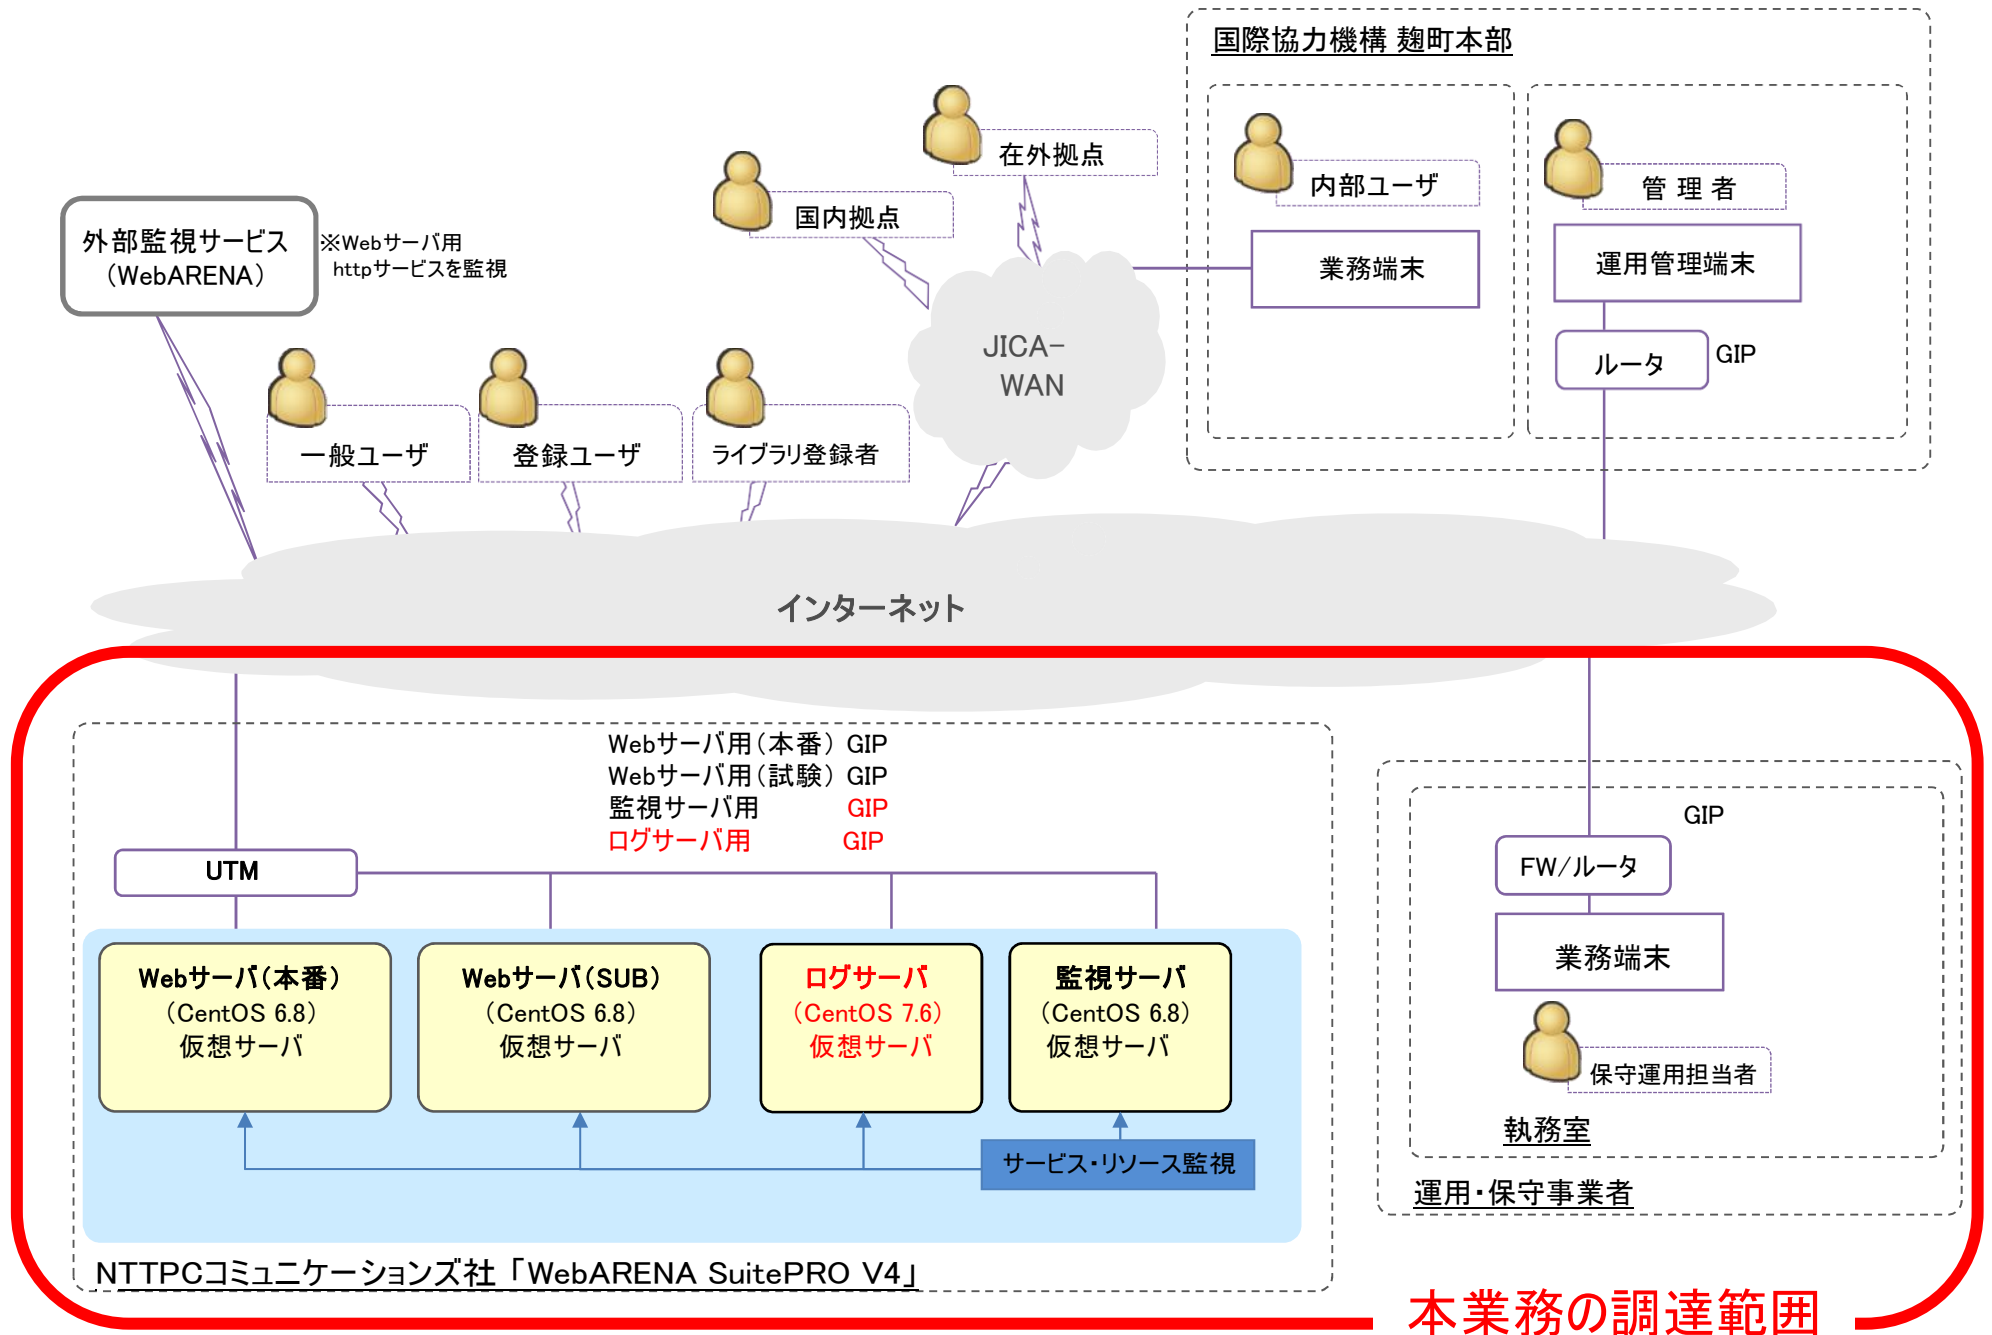 国際協力機構 麹町本部
在外拠点
国内拠点
内部ユーザ
管 理 者
外部監視サービス
（WebARENA）
※Webサーバ用
httpサービスを監視
業務端末
運用管理端末
JICA-
WAN
ルータ
GIP
一般ユーザ
登録ユーザ
ライブラリ登録者
インターネット
Webサーバ用（本番） GIP
Webサーバ用（試験） GIP
監視サーバ用 GIP
ログサーバ用 GIP
UTM
GIP
FW/ルータ
業務端末
保守運用担当者
執務室
運用・保守事業者
Webサーバ（本番）
（CentOS 6.8）
仮想サーバ
Webサーバ（SUB）
（CentOS 6.8）
仮想サーバ
ログサーバ
（CentOS 7.6）
仮想サーバ
監視サーバ
（CentOS 6.8）
仮想サーバ
サービス・リソース監視
NTTPCコミュニケーションズ社 「WebARENA SuitePRO V4」
本業務の調達範囲